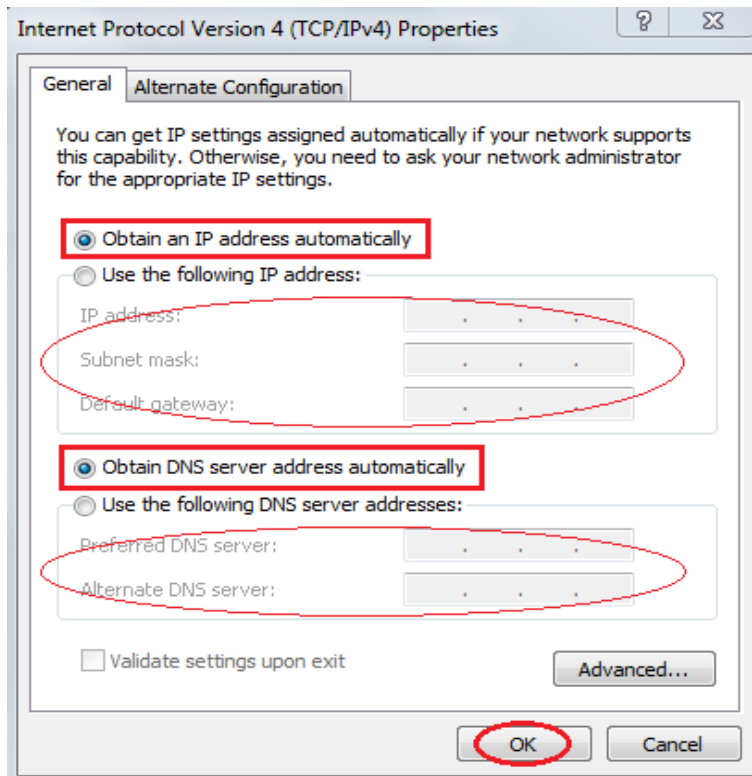 Internet Protocol Version 4 (TCP/IPv4) Properties
General
Alternate Configuration
You can get IP settings assigned automatically if your network supports
this capability. Otherwise, you need to ask your network administrator
for the appropriate IP settings.
Obtain an IP address automatically
Use the following IP address:
IP address:
Subnet mask:
Default gateway:
Obtain DNS server address automatically
Use the following DNS server addresses:
Preferred DNS server:
Alternate DNS server:
Validate settings upon exit
Advanced...
OK
Cancel